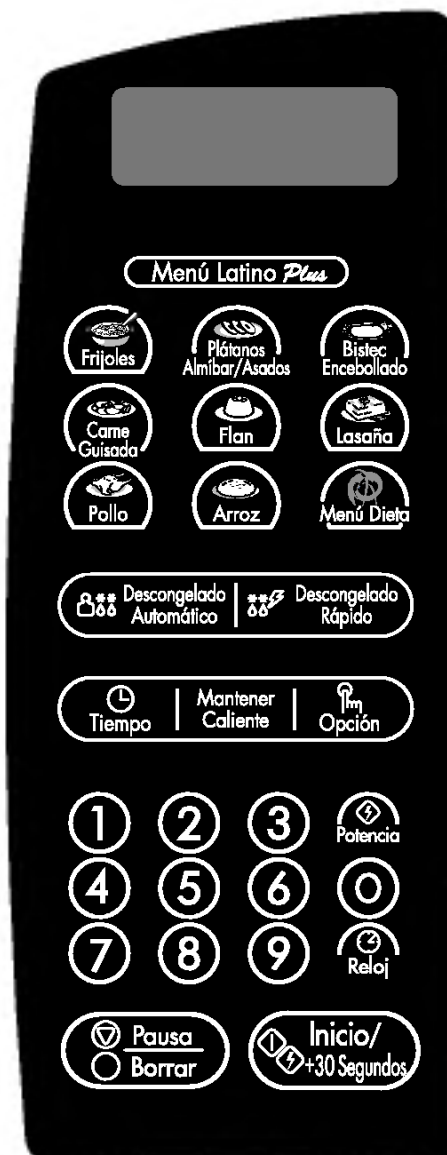 Menú Latino Plus
Frijoles
Plátanos
Almíbar/Asados
Bistec
Encebollado
Carne
Guisada
Flan
Lasaña
Pollo
Arroz
Menú Dieta
Descongelado
Automático
Descongelado
Rápido
Tiempo
Mantener
Caliente
Opción
1 2 3 Potencia
4 5 6 0
7 8 9 Reloj
Pausa
Borrar
Inicio/
+30 Segundos